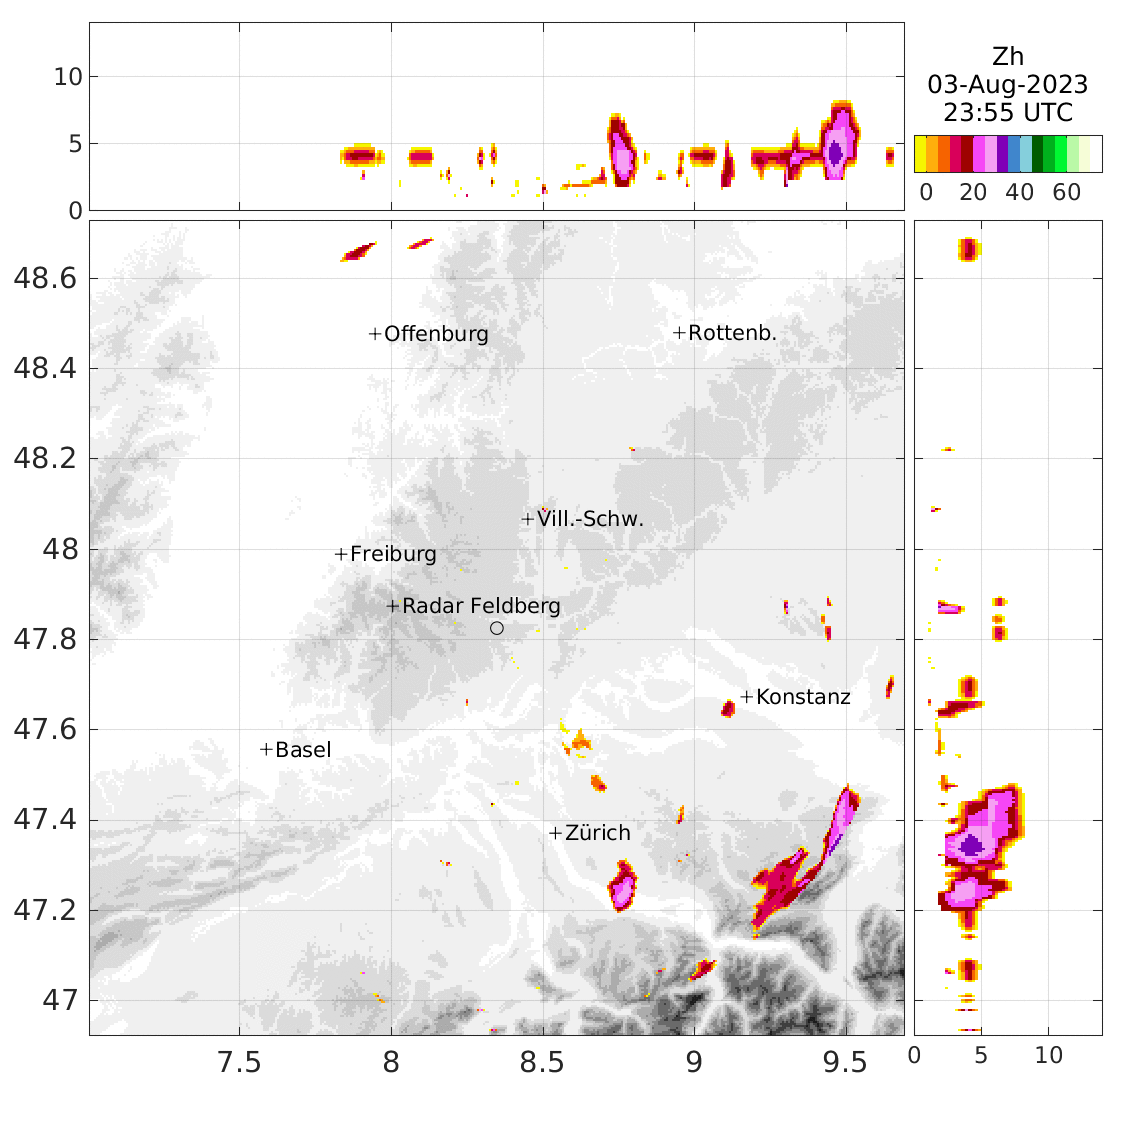 10
5
0
Zh
03-Aug-2023
23:55 UTC
0 20 40 60
48.6
48.4
48.2
48
47.8
47.6
47.4
47.2
47
+Offenburg
+Rottenb.
+Vill.-Schw.
+Freiburg
+Radar Feldberg
+Konstanz
+Basel
+Zürich
7.5 8 8.5 9 9.5
0 5 10